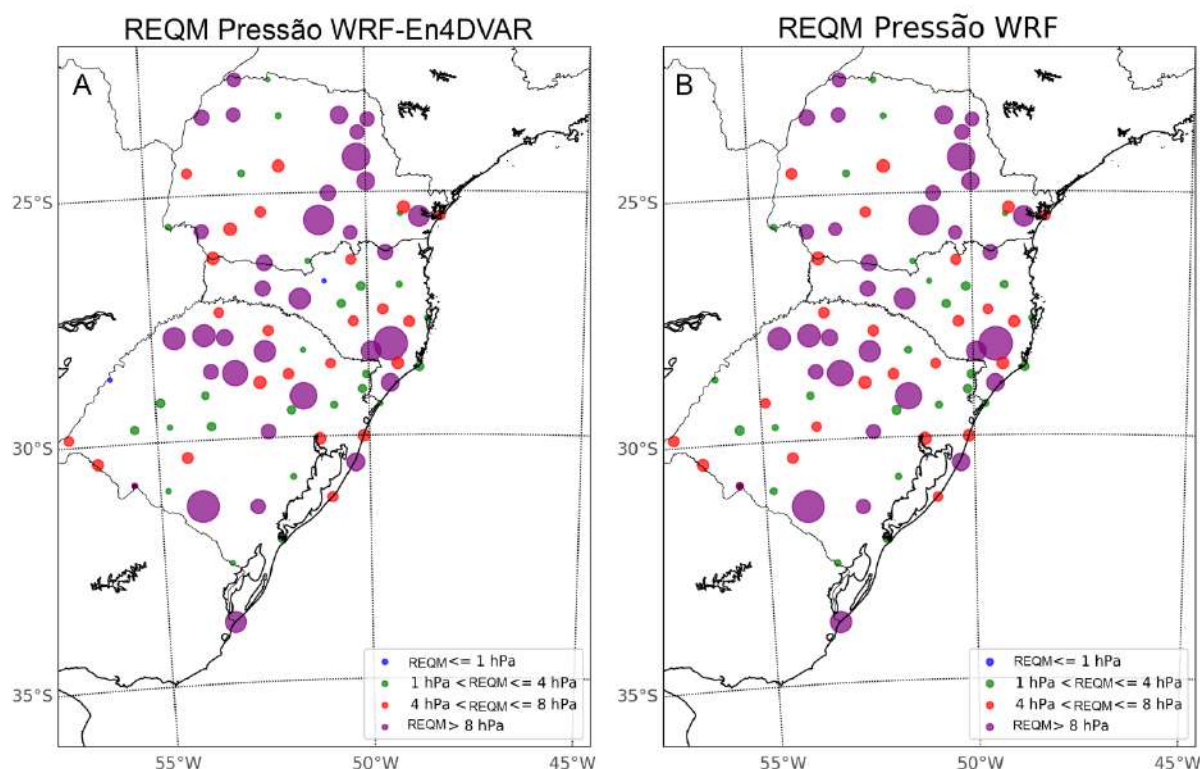 REQM Pressão WRF-En4DVAR
A
25°S
30°S
35°S
REQM <= 1 hPa
1 hPa < REQM <= 4 hPa
4 hPa < REQM <= 8 hPa
REQM > 8 hPa
55°W
50°W
45°W
REQM Pressão WRF
B
25°S
30°S
35°S
REQM <= 1 hPa
1 hPa < REQM <= 4 hPa
4 hPa < REQM <= 8 hPa
REQM > 8 hPa
55°W
50°W
45°W